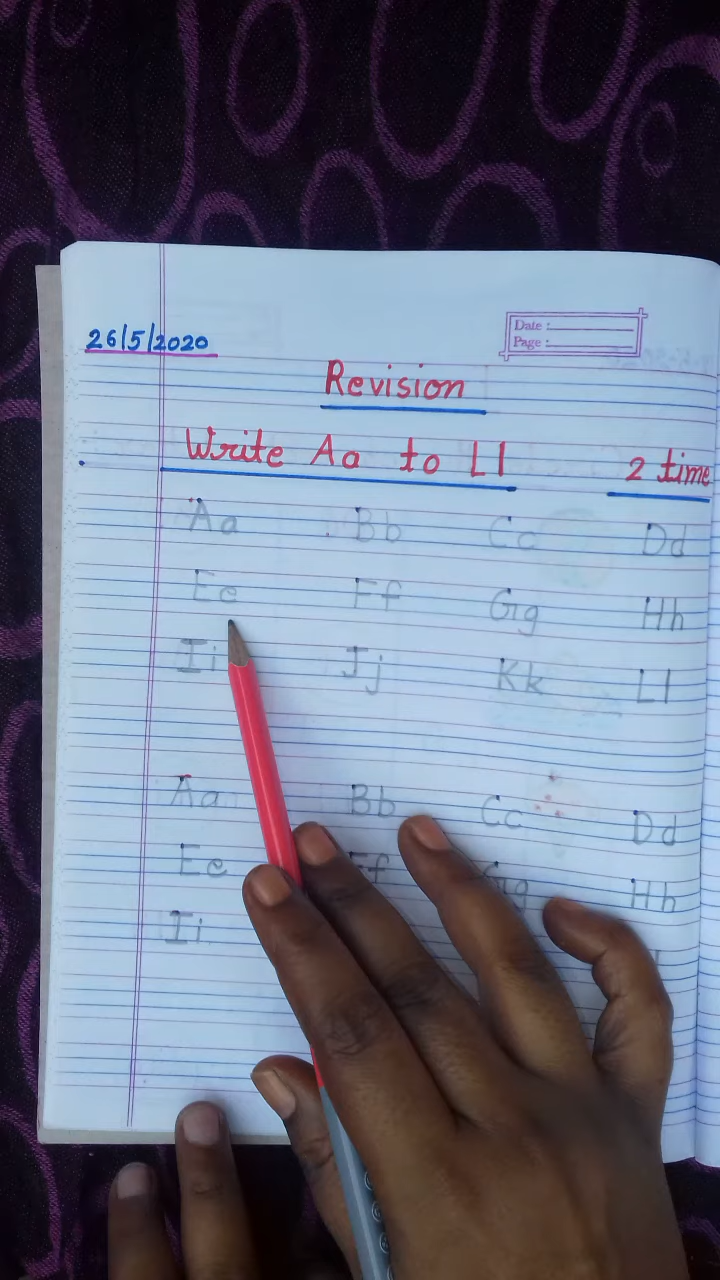 26/5/2020
Date :
Page :
Revision
Write Aa to Ll 2 time
Aa Bb Cc Dd
Ee Ff Gg Hh
Ii Jj Kk Ll
Aa Bb Cc Dd
Ee Ff Gg Hh
Ii